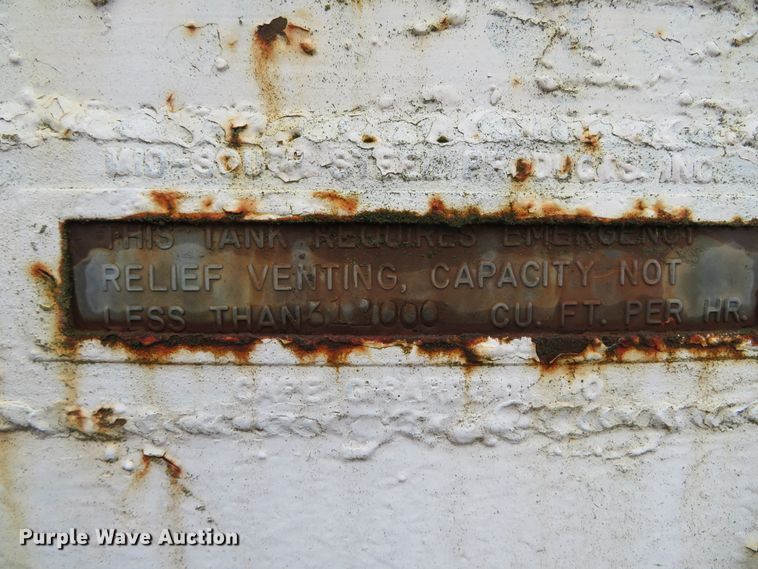 MID-SOUTH STEEL PRODUCTS, INC.
THIS TANK REQUIRES EMERGENCY
RELIEF VENTING, CAPACITY NOT
LESS THAN CU. FT. PER HR.
Purple Wave Auction